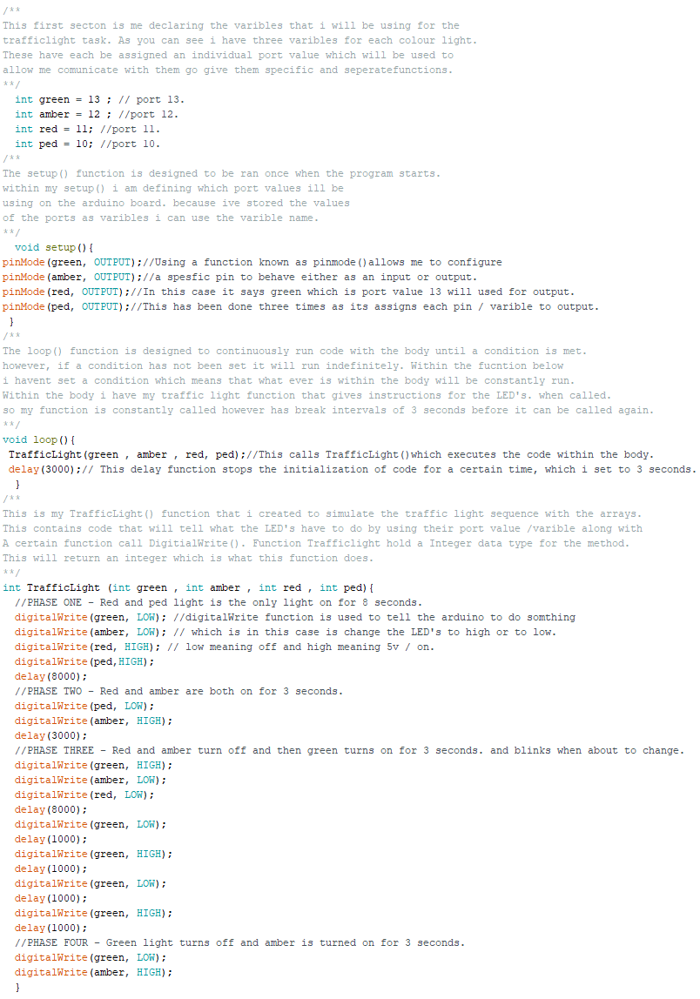 /**
This first secton is me declaring the varibles that i will be using for the
trafficlight task. As you can see i have three varibles for each colour light.
These have each be assigned an individual port value which will be used to
allow me comunicate with them go give them specific and seperatefunctions.
**/
int green = 13 ; // port 13.
int amber = 12 ; //port 12.
int red = 11; //port 11.
int ped = 10; //port 10.
/**
The setup() function is designed to be ran once when the program starts.
within my setup() i am defining which port values ill be
using on the arduino board. because ive stored the values
of the ports as varibles i can use the varible name.
**/
void setup(){
pinMode(green, OUTPUT);//Using a function known as pinmode()allows me to configure
pinMode(amber, OUTPUT);//a spesfic pin to behave either as an input or output.
pinMode(red, OUTPUT);//In this case it says green which is port value 13 will used for output.
pinMode(ped, OUTPUT);//This has been done three times as its assigns each pin / varible to output.
}
/**
The loop() function is designed to continuously run code with the body until a condition is met.
however, if a condition has not been set it will run indefinitely. Within the fucntion below
i havent set a condition which means that what ever is within the body will be constantly run.
Within the body i have my traffic light function that gives instructions for the LED's. when called.
so my function is constantly called however has break intervals of 3 seconds before it can be called again.
**/
void loop(){
TrafficLight(green , amber , red, ped);//This calls TrafficLight()which executes the code within the body.
delay(3000);// This delay function stops the initialization of code for a certain time, which i set to 3 seconds.
}
/**
This is my TrafficLight() function that i created to simulate the traffic light sequence with the arrays.
This contains code that will tell what the LED's have to do by using their port value /varible along with
A certain function call DigitialWrite(). Function Trafficlight hold a Integer data type for the method.
This will return an integer which is what this function does.
**/
int TrafficLight (int green , int amber , int red , int ped){
//PHASE ONE - Red and ped light is the only light on for 8 seconds.
digitalWrite(green, LOW); //digitalWrite function is used to tell the arduino to do somthing
digitalWrite(amber, LOW); // which is in this case is change the LED's to high or to low.
digitalWrite(red, HIGH); // low meaning off and high meaning 5v / on.
digitalWrite(ped,HIGH);
delay(8000);
//PHASE TWO - Red and amber are both on for 3 seconds.
digitalWrite(ped, LOW);
digitalWrite(amber, HIGH);
delay(3000);
//PHASE THREE - Red and amber turn off and then green turns on for 3 seconds. and blinks when about to change.
digitalWrite(green, HIGH);
digitalWrite(amber, LOW);
digitalWrite(red, LOW);
delay(8000);
digitalWrite(green, LOW);
delay(1000);
digitalWrite(green, HIGH);
delay(1000);
digitalWrite(green, LOW);
delay(1000);
digitalWrite(green, HIGH);
delay(1000);
//PHASE FOUR - Green light turns off and amber is turned on for 3 seconds.
digitalWrite(green, LOW);
digitalWrite(amber, HIGH);
}